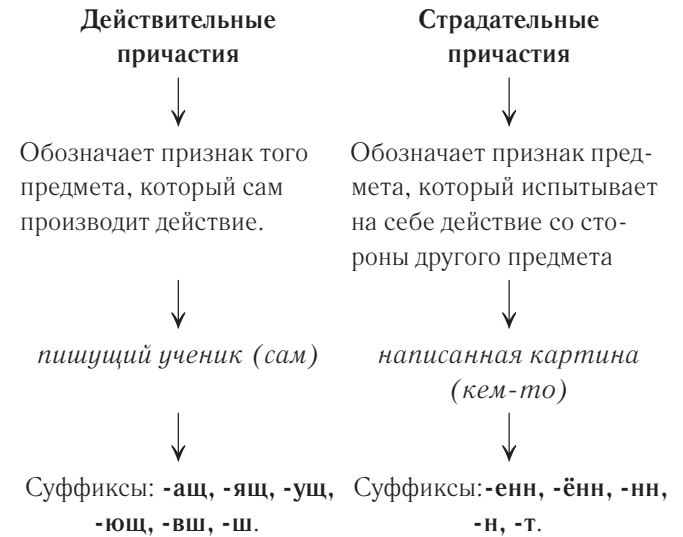 Действительные
причастия
Обозначает признак того
предмета, который сам
производит действие.
пишущий ученик (сам)
Суффиксы: -ащ, -ящ, -ущ,
-ющ, -вш, -ш.
Страдательные
причастия
Обозначает признак пред-
мета, который испытывает
на себе действие со сто-
роны другого предмета
написанная картина
(кем-то)
Суффиксы:-енн, -ённ, -нн,
-н, -т.